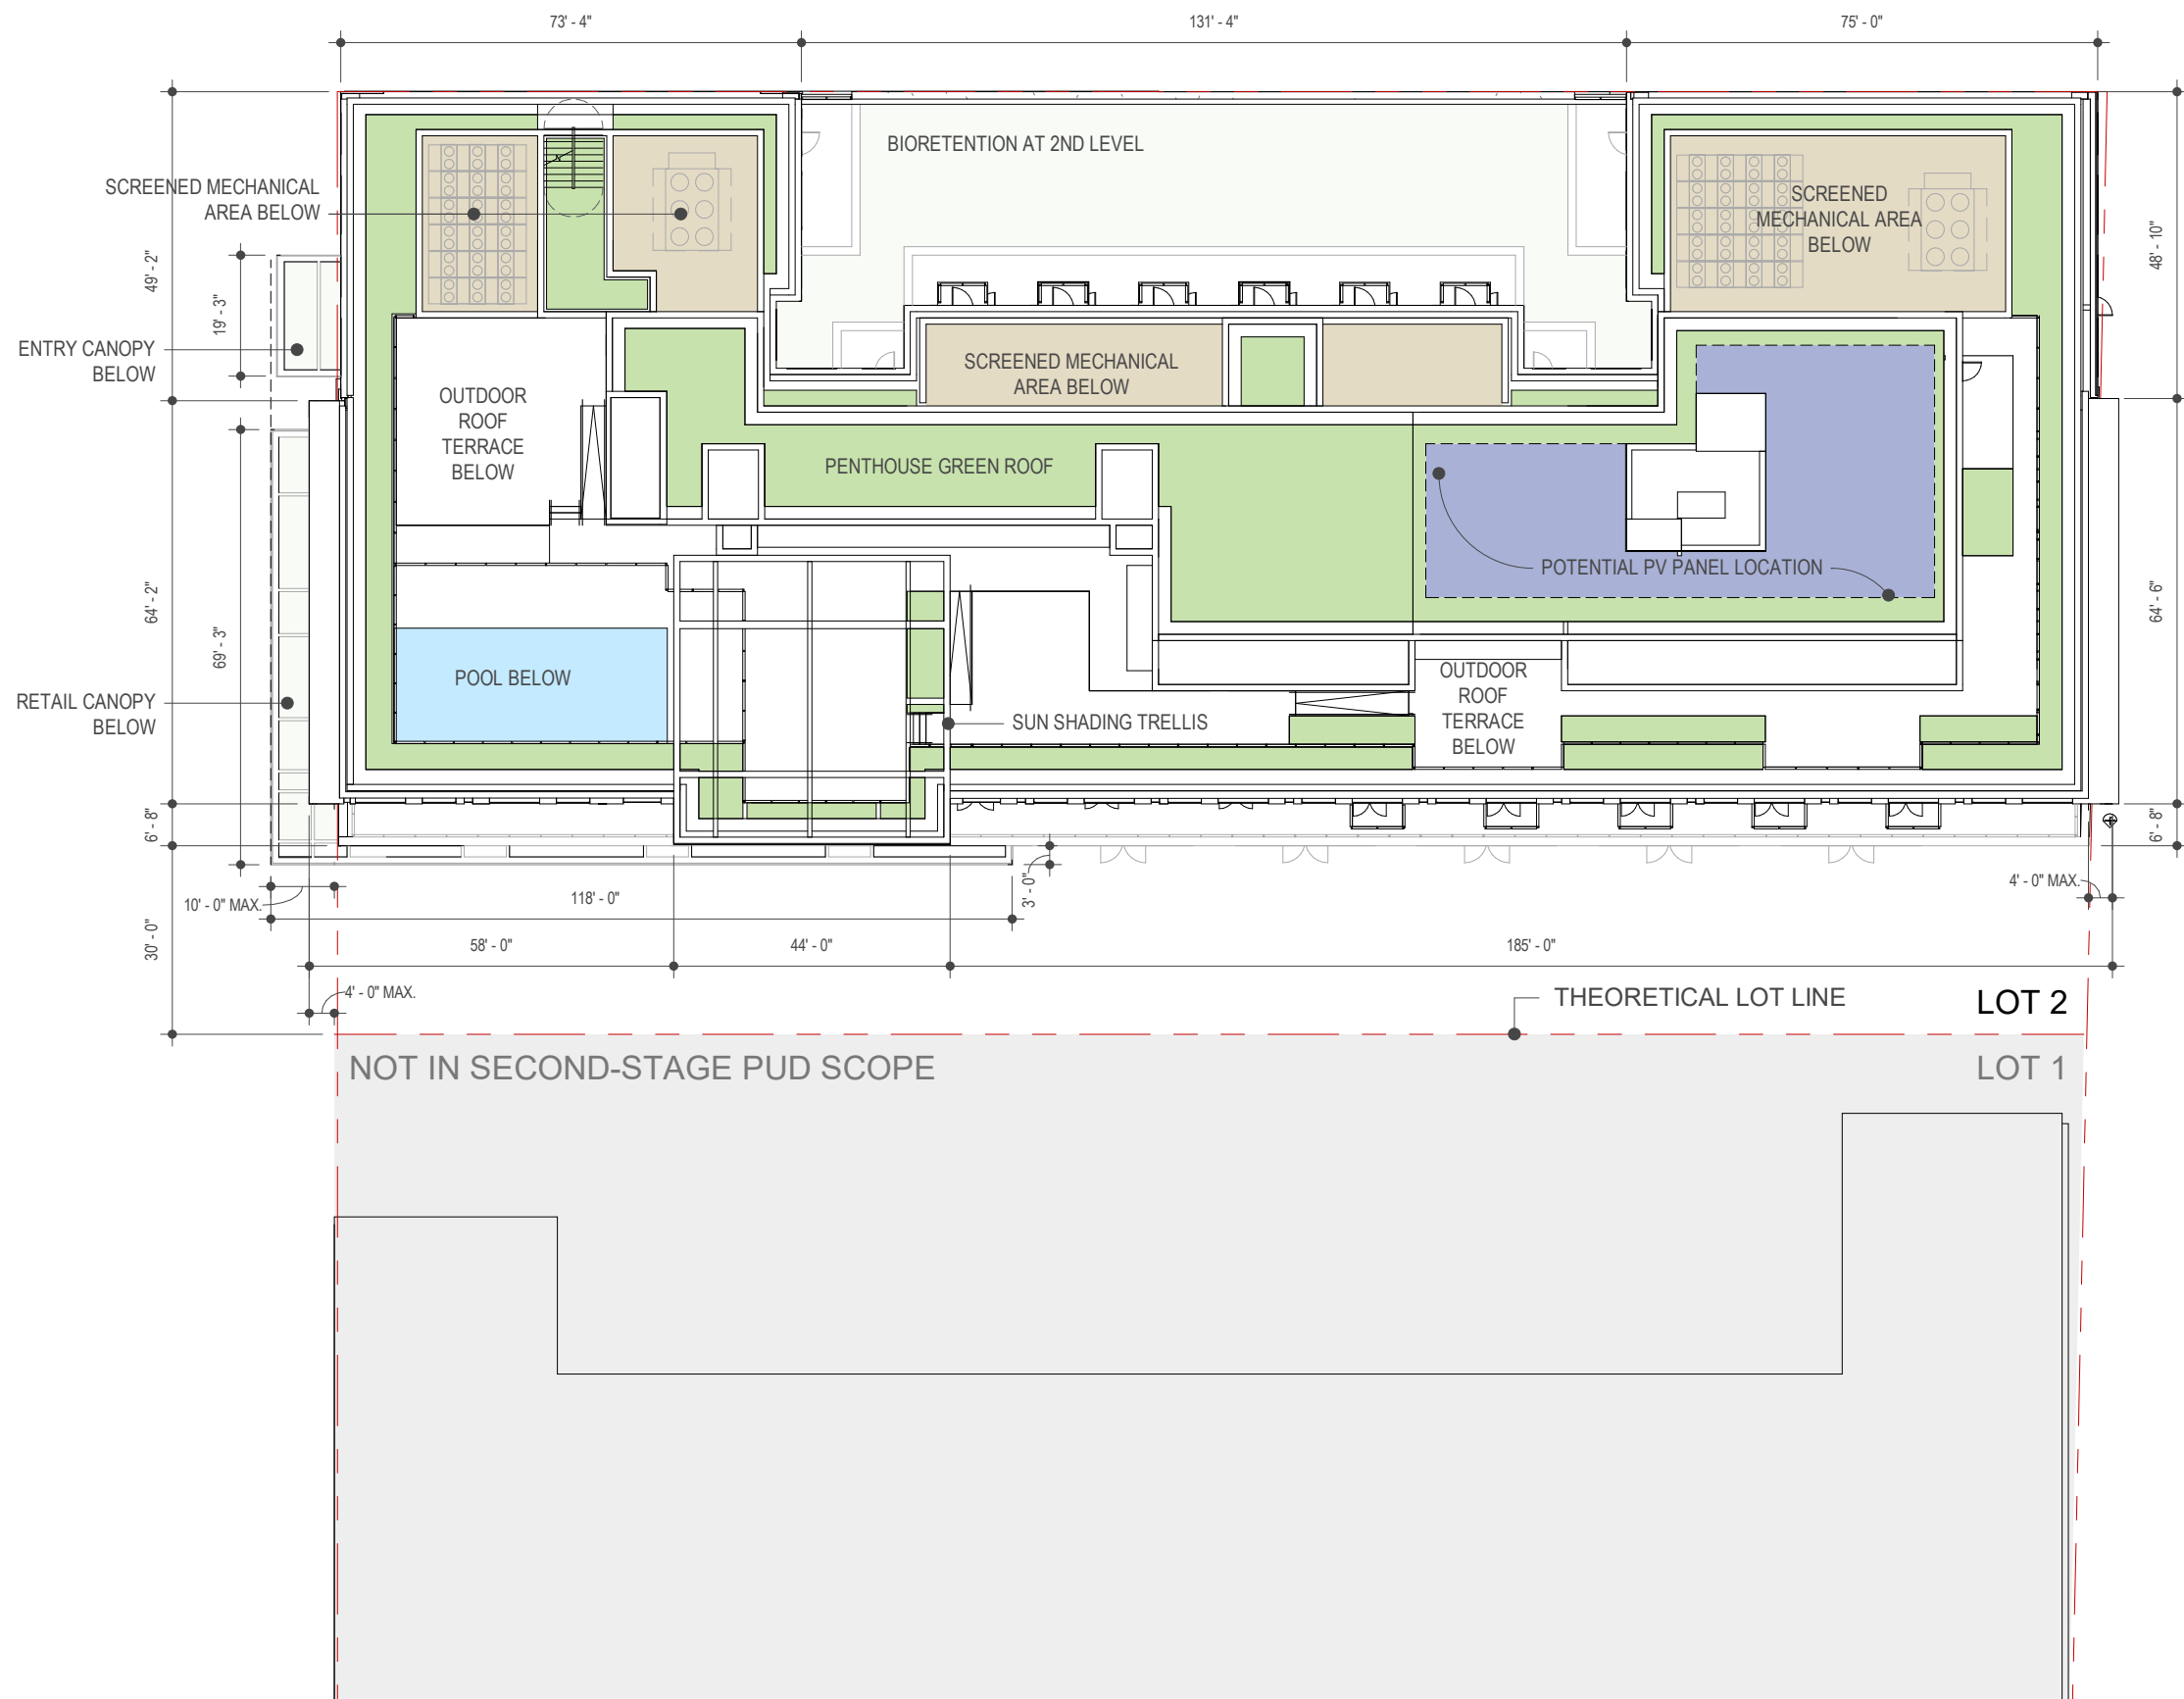 73' - 4"
131' - 4"
75' - 0"
BIORETENTION AT 2ND LEVEL
SCREENED MECHANICAL
AREA BELOW
SCREENED
MECHANICAL AREA
BELOW
49' - 2"
48' - 10"
19' - 3"
ENTRY CANOPY
BELOW
SCREENED MECHANICAL
AREA BELOW
OUTDOOR
ROOF
TERRACE
BELOW
PENTHOUSE GREEN ROOF
POTENTIAL PV PANEL LOCATION
64' - 2"
64' - 6"
69' - 3"
POOL BELOW
OUTDOOR
ROOF
TERRACE
BELOW
RETAIL CANOPY
BELOW
SUN SHADING TRELLIS
6' - 8"
6' - 8"
10' - 0" MAX.
118' - 0"
3' - 0"
4' - 0" MAX.
30' - 0"
58' - 0"
44' - 0"
185' - 0"
4' - 0" MAX.
THEORETICAL LOT LINE
LOT 2
NOT IN SECOND-STAGE PUD SCOPE
LOT 1